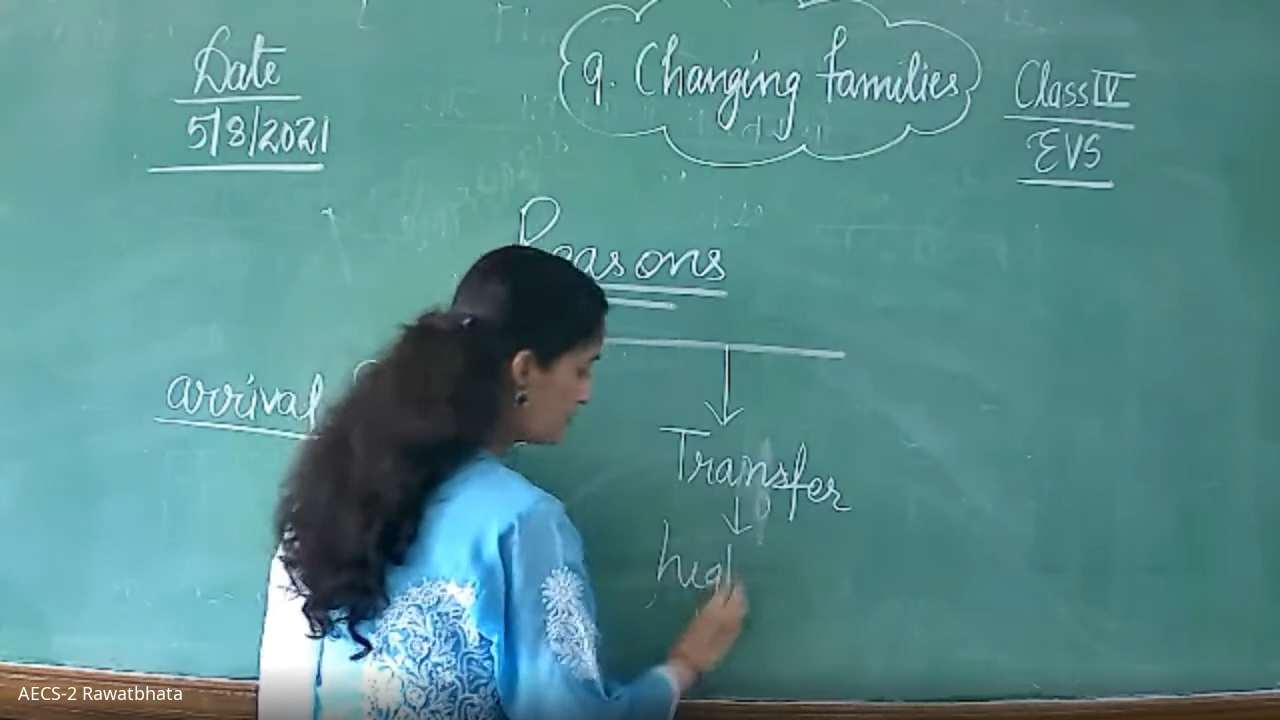 Date
5/8/2021
9. Changing families
Class IV
EVS
Reasons
arrival
Transfer
AECS-2 Rawatbhata